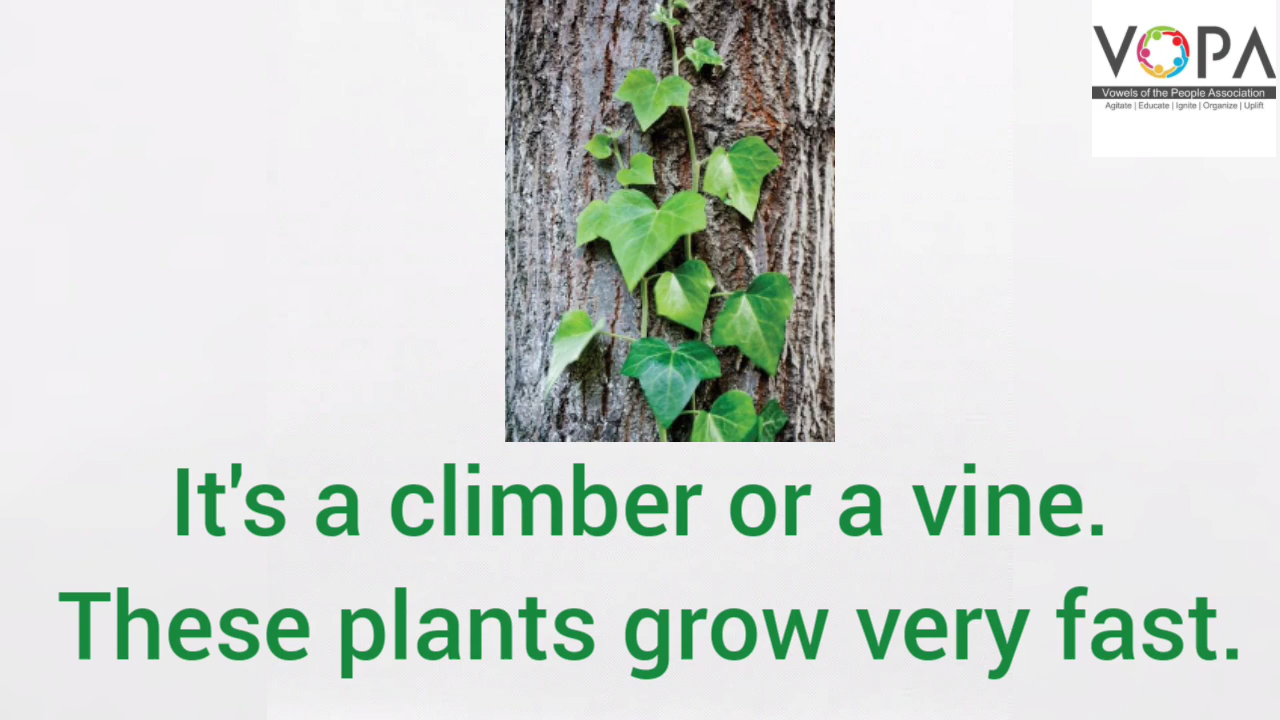 VOPA
Vowels of the People Association
Agitate | Educate | Ignite | Organize | Uplift
It's a climber or a vine.
These plants grow very fast.